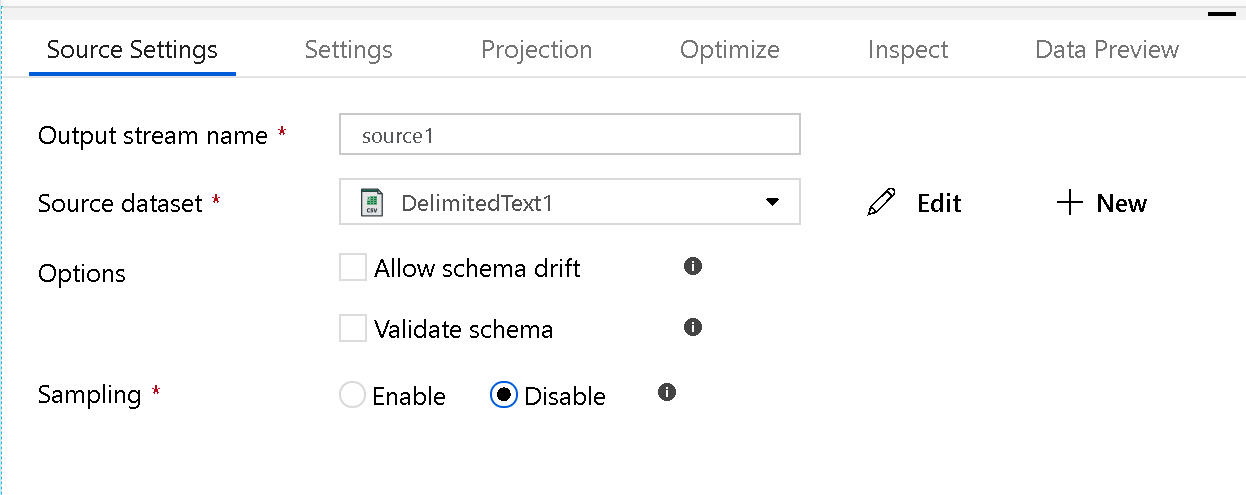 Source Settings Settings Projection Optimize Inspect Data Preview
Output stream name * source1
Source dataset * CSV DelimitedText1 Edit + New
Options Allow schema drift
Validate schema
Sampling * Enable Disable